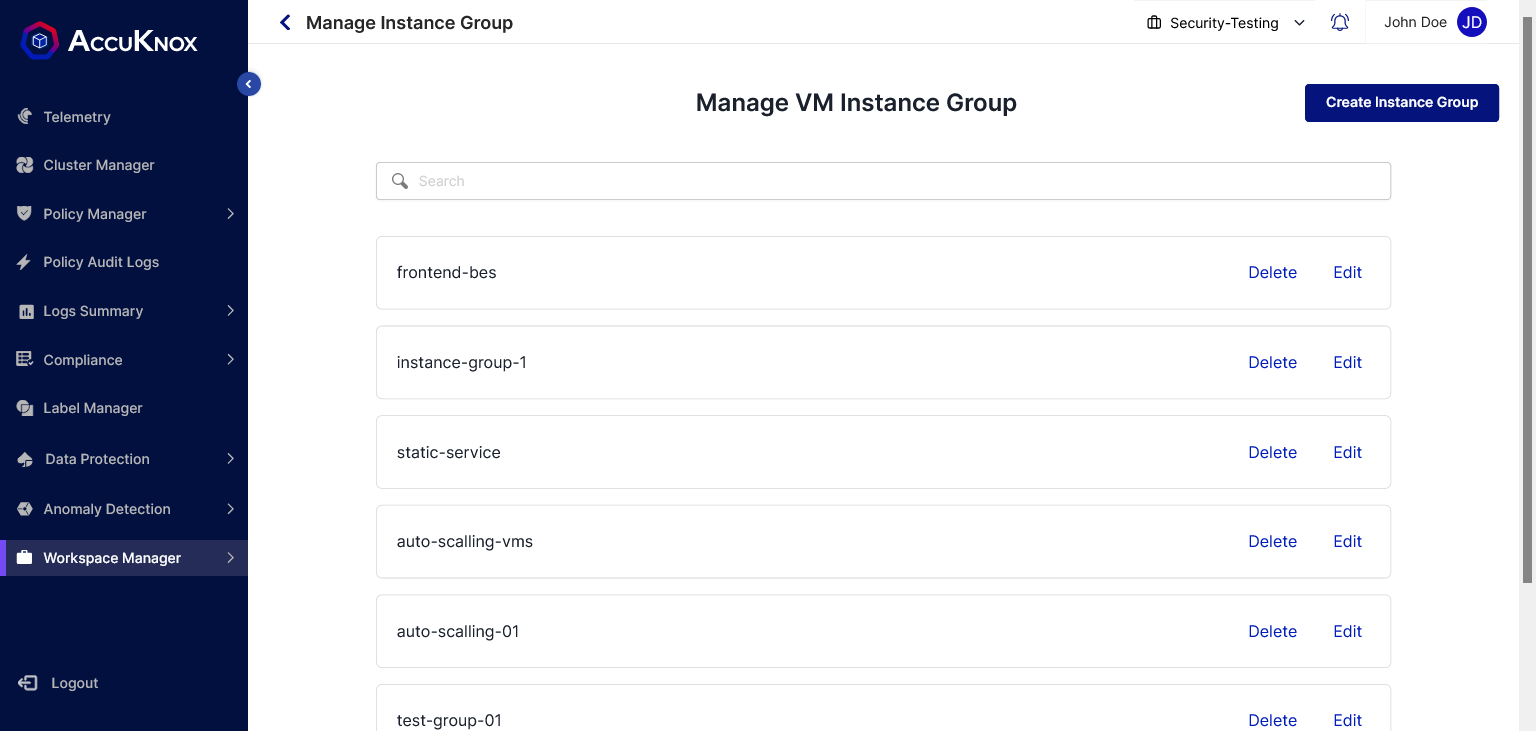 ACCUKNOX
Telemetry
Cluster Manager
Policy Manager
Policy Audit Logs
Logs Summary
Compliance
Label Manager
Data Protection
Anomaly Detection
Workspace Manager
Logout
Manage Instance Group
Security-Testing
John Doe
JD
Manage VM Instance Group
Create Instance Group
Search
frontend-bes Delete Edit
instance-group-1 Delete Edit
static-service Delete Edit
auto-scalling-vms Delete Edit
auto-scalling-01 Delete Edit
test-group-01 Delete Edit